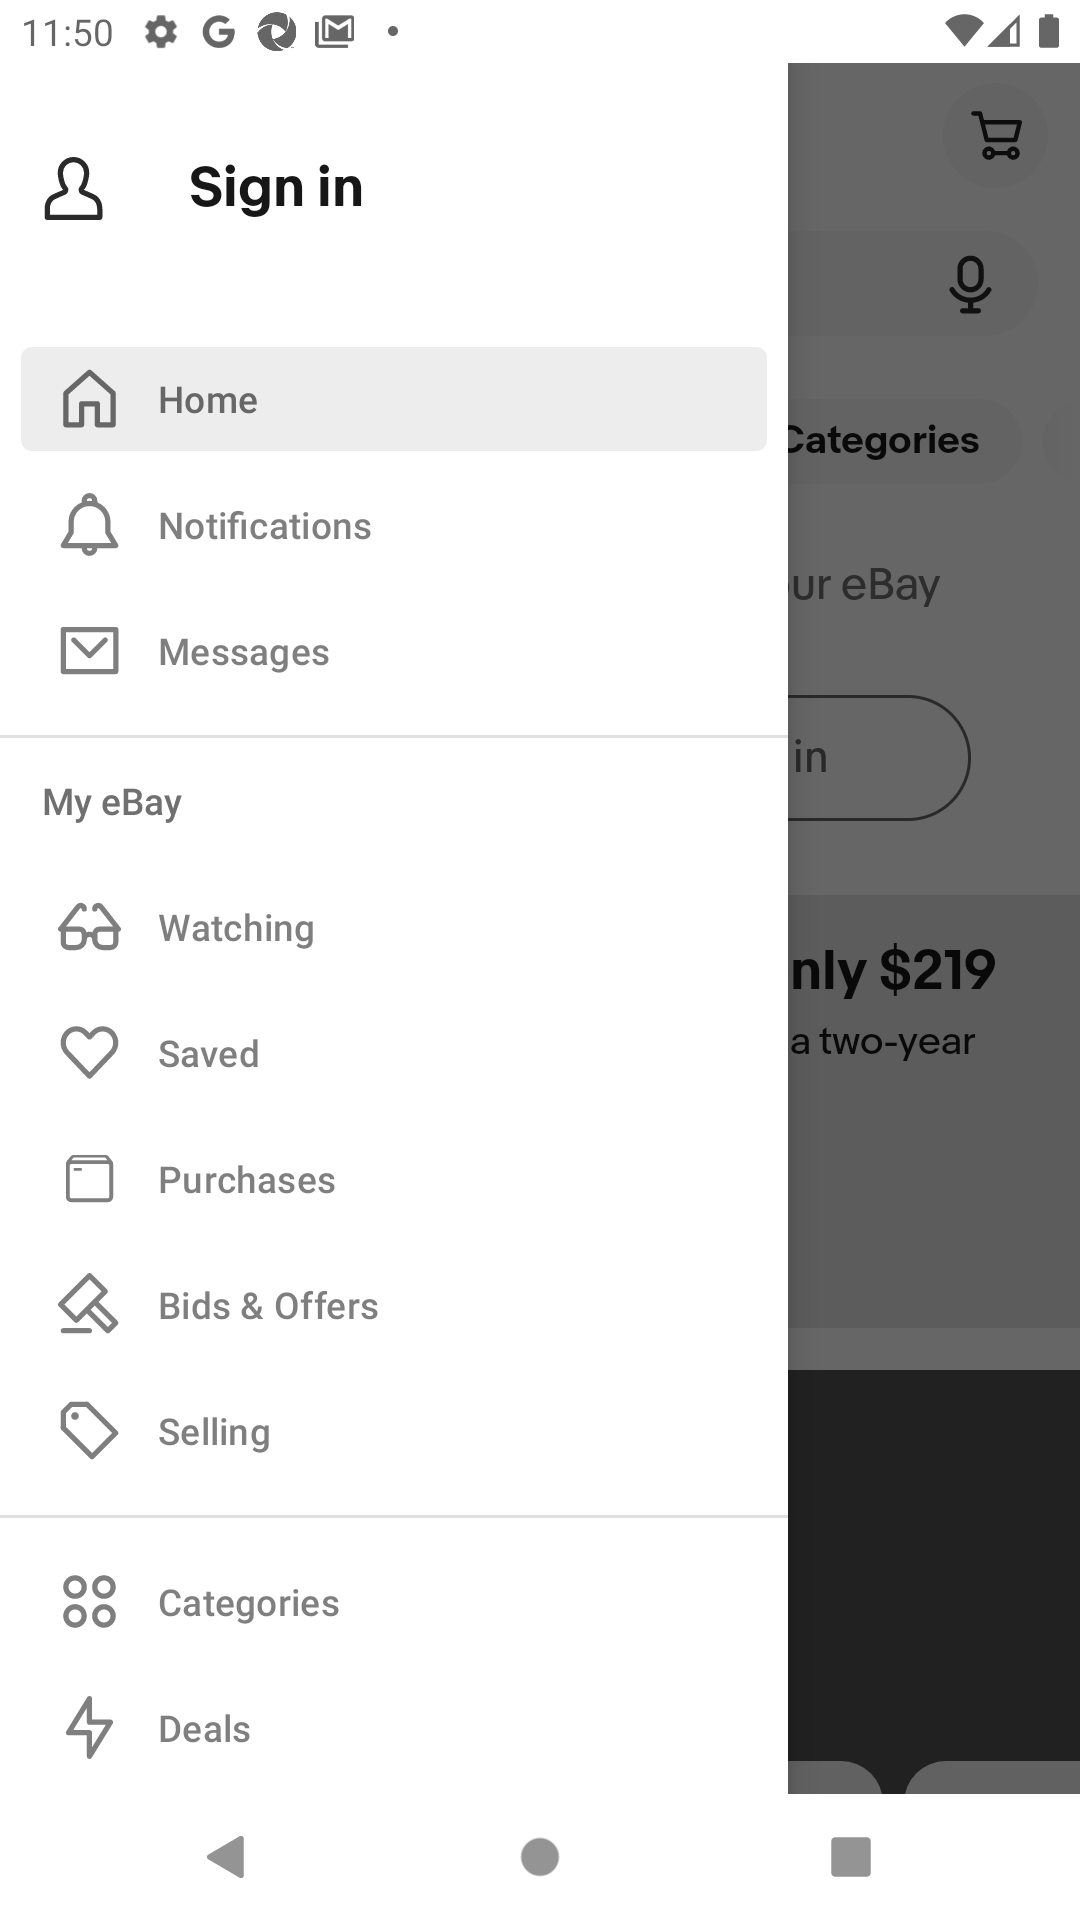 11:50
Sign in
Home
Categories
Notifications
ur eBay
Messages
in
My eBay
Watching
nly $219
a two-year
Saved
Purchases
Bids & Offers
Selling
Categories
Deals